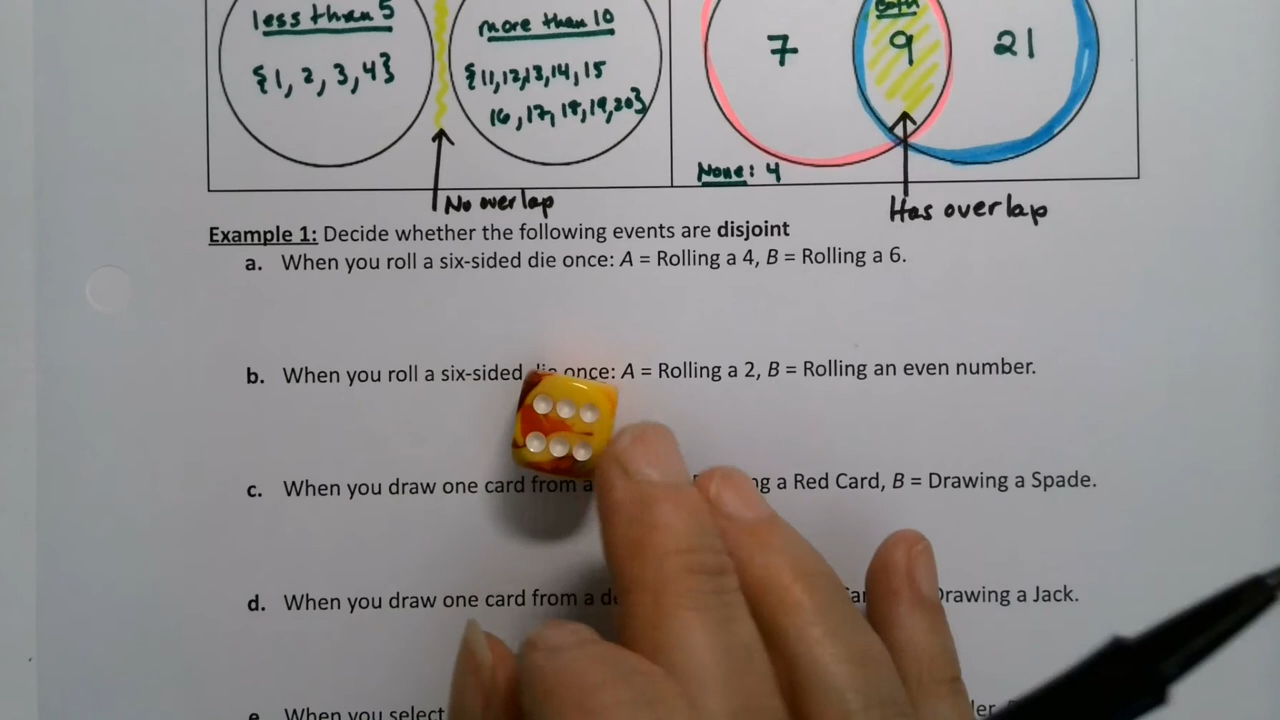 less than 5
{1, 2, 3, 4}
more than 10
{11,12,13,14,15
16,17,18,19,20}
Both
7
9
21
None: 4
No overlap
Has overlap
Example 1: Decide whether the following events are disjoint
a. When you roll a six-sided die once: A = Rolling a 4, B = Rolling a 6.
b. When you roll a six-sided once: A = Rolling a 2, B = Rolling an even number.
c. When you draw one card from a Red Card, B = Drawing a Spade.
d. When you draw one card from a Drawing a Jack.
e. When you select